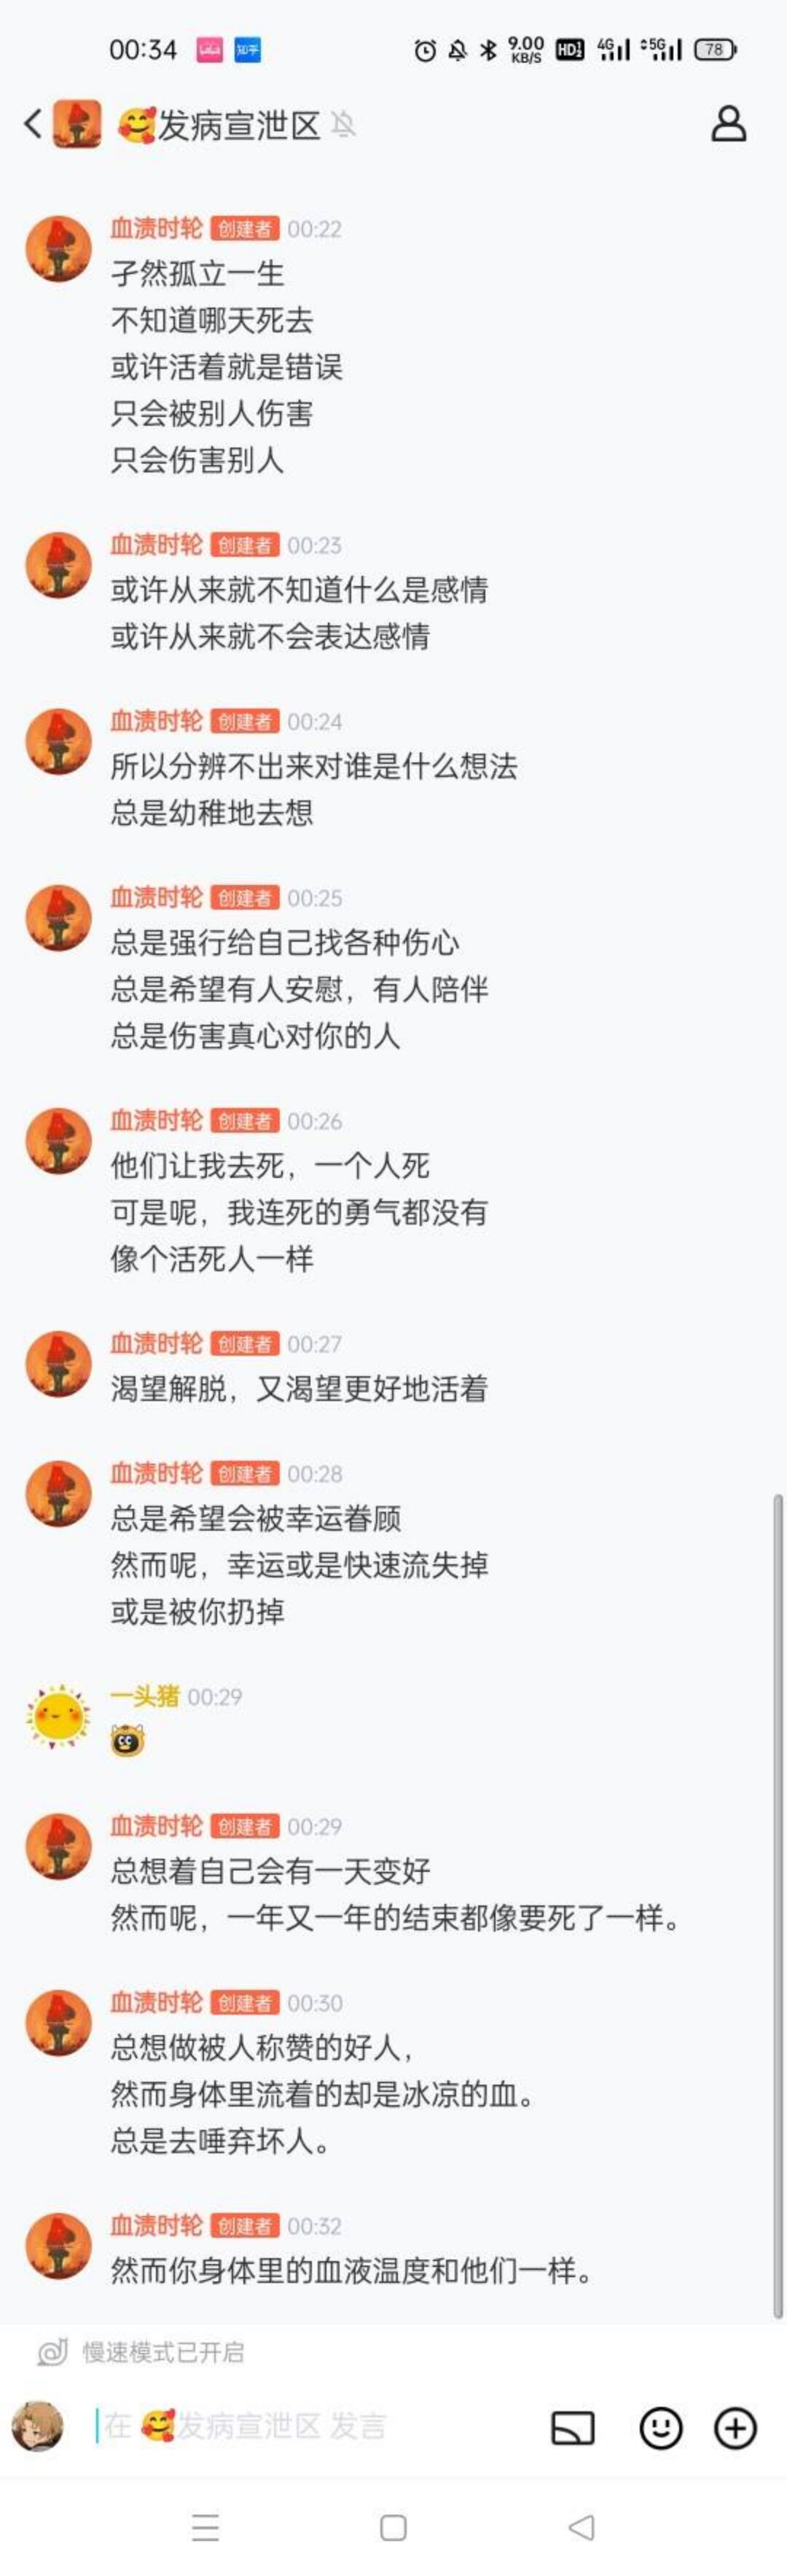 00:34
知乎
9.00
KB/S
HD
4G
5G
78
发病宣泄区
血渍时轮 创建者 00:22
孑然孤立一生
不知道哪天死去
或许活着就是错误
只会被别人伤害
只会伤害别人
血渍时轮 创建者 00:23
或许从来就不知道什么是感情
或许从来就不会表达感情
血渍时轮 创建者 00:24
所以分辨不出来对谁是什么想法
总是幼稚地去想
血渍时轮 创建者 00:25
总是强行给自己找各种伤心
总是希望有人安慰，有人陪伴
总是伤害真心对你的人
血渍时轮 创建者 00:26
他们让我去死，一个人死
可是呢，我连死的勇气都没有
像个活死人一样
血渍时轮 创建者 00:27
渴望解脱，又渴望更好地活着
血渍时轮 创建者 00:28
总是希望会被幸运眷顾
然而呢，幸运或是快速流失掉
或是被你扔掉
一头猪 00:29
血渍时轮 创建者 00:29
总想着自己会有一天变好
然而呢，一年又一年的结束都像要死了一样。
血渍时轮 创建者 00:30
总想做被人称赞的好人，
然而身体里流着的却是冰凉的血。
总是去唾弃坏人。
血渍时轮 创建者 00:32
然而你身体里的血液温度和他们一样。
慢速模式已开启
在 发病宣泄区 发言